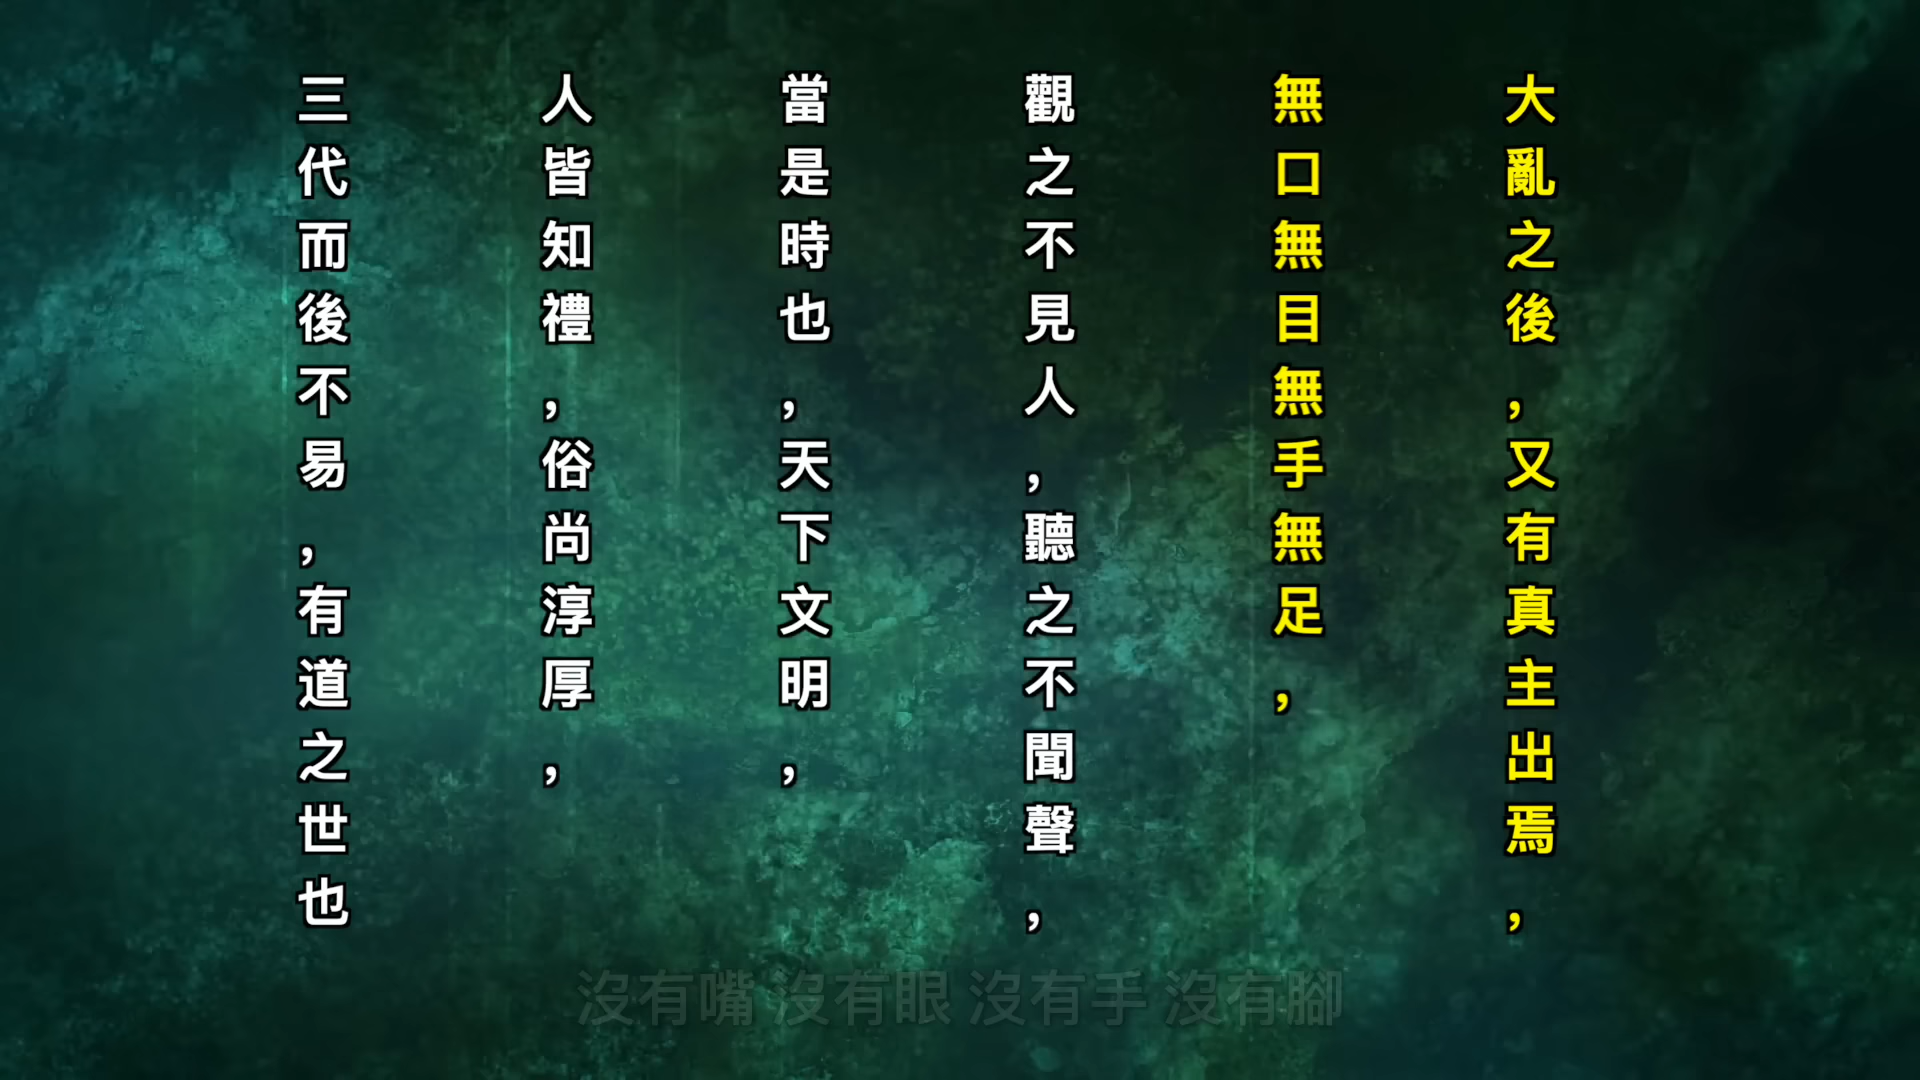 大亂之後,又有真主出焉,
無口無目無手無足,
觀之不見人,聽之不聞聲,
當是時也,天下文明,
人皆知禮,俗尚淳厚,
三代而後不易,有道之世也
沒有嘴 沒有眼 沒有手 沒有腳